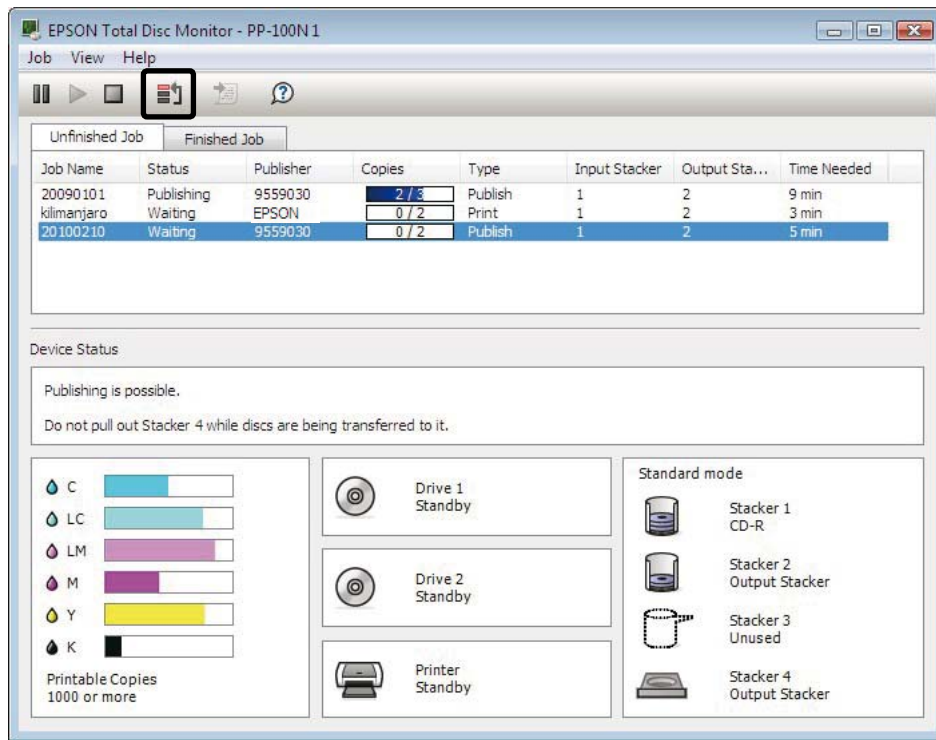 EPSON Total Disc Monitor - PP-100N 1
Job View Help
Unfinished Job Finished Job
Job Name Status Publisher Copies Type Input Stacker Output Sta... Time Needed
20090101 Publishing 9559030 2 / 3 Publish 1 2 9 min
kilimanjaro Waiting EPSON 0 / 2 Print 1 2 3 min
20100210 Waiting 9559030 0 / 2 Publish 1 2 5 min
Device Status
Publishing is possible.
Do not pull out Stacker 4 while discs are being transferred to it.
C
LC
LM
M
Y
K
Printable Copies
1000 or more
Drive 1
Standby
Drive 2
Standby
Printer
Standby
Standard mode
Stacker 1
CD-R
Stacker 2
Output Stacker
Stacker 3
Unused
Stacker 4
Output Stacker